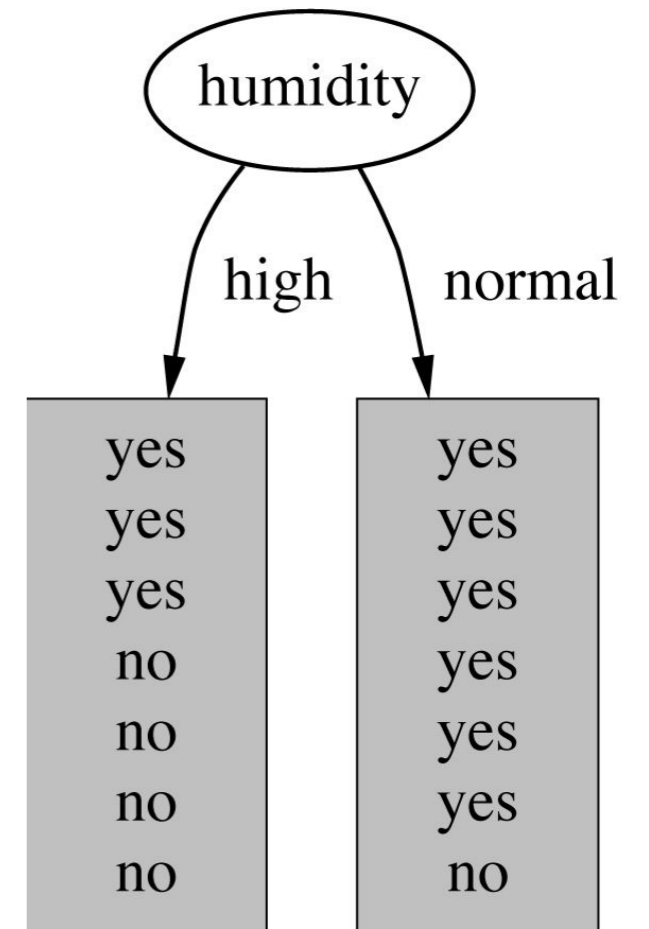 humidity
high normal
yes yes
yes yes
yes yes
no yes
no yes
no yes
no no